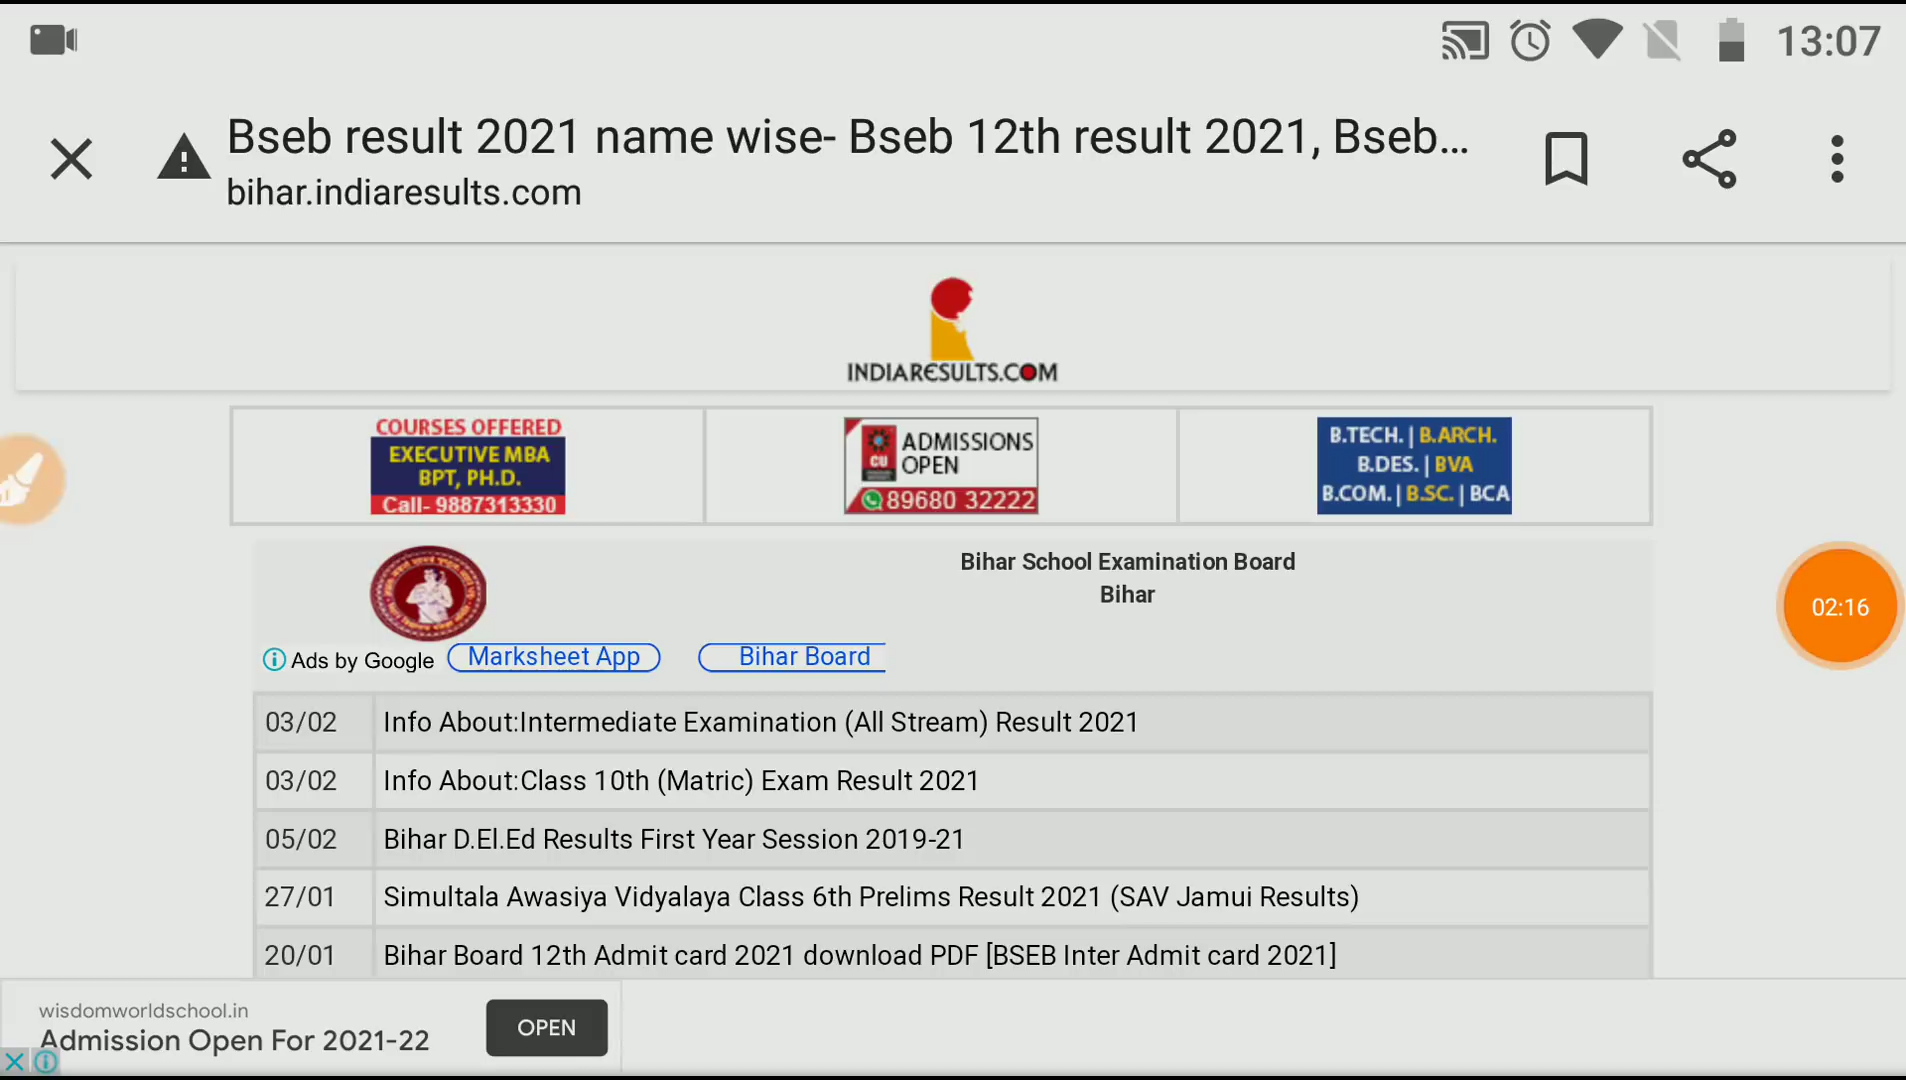 13:07
Bseb result 2021 name wise- Bseb 12th result 2021, Bseb...
bihar.indiaresults.com
INDIARESULTS.COM
COURSES OFFERED
EXECUTIVE MBA
BPT, PH.D.
Call- 9887313330
CU
ADMISSIONS
OPEN
89680 32222
B.TECH. | B.ARCH.
B.DES. | BVA
B.COM. | B.SC. | BCA
Bihar School Examination Board
Bihar
Ads by Google
Marksheet App
Bihar Board
02:16
03/02 Info About:Intermediate Examination (All Stream) Result 2021
03/02 Info About:Class 10th (Matric) Exam Result 2021
05/02 Bihar D.El.Ed Results First Year Session 2019-21
27/01 Simultala Awasiya Vidyalaya Class 6th Prelims Result 2021 (SAV Jamui Results)
20/01 Bihar Board 12th Admit card 2021 download PDF [BSEB Inter Admit card 2021]
wisdomworldschool.in
Admission Open For 2021-22
OPEN